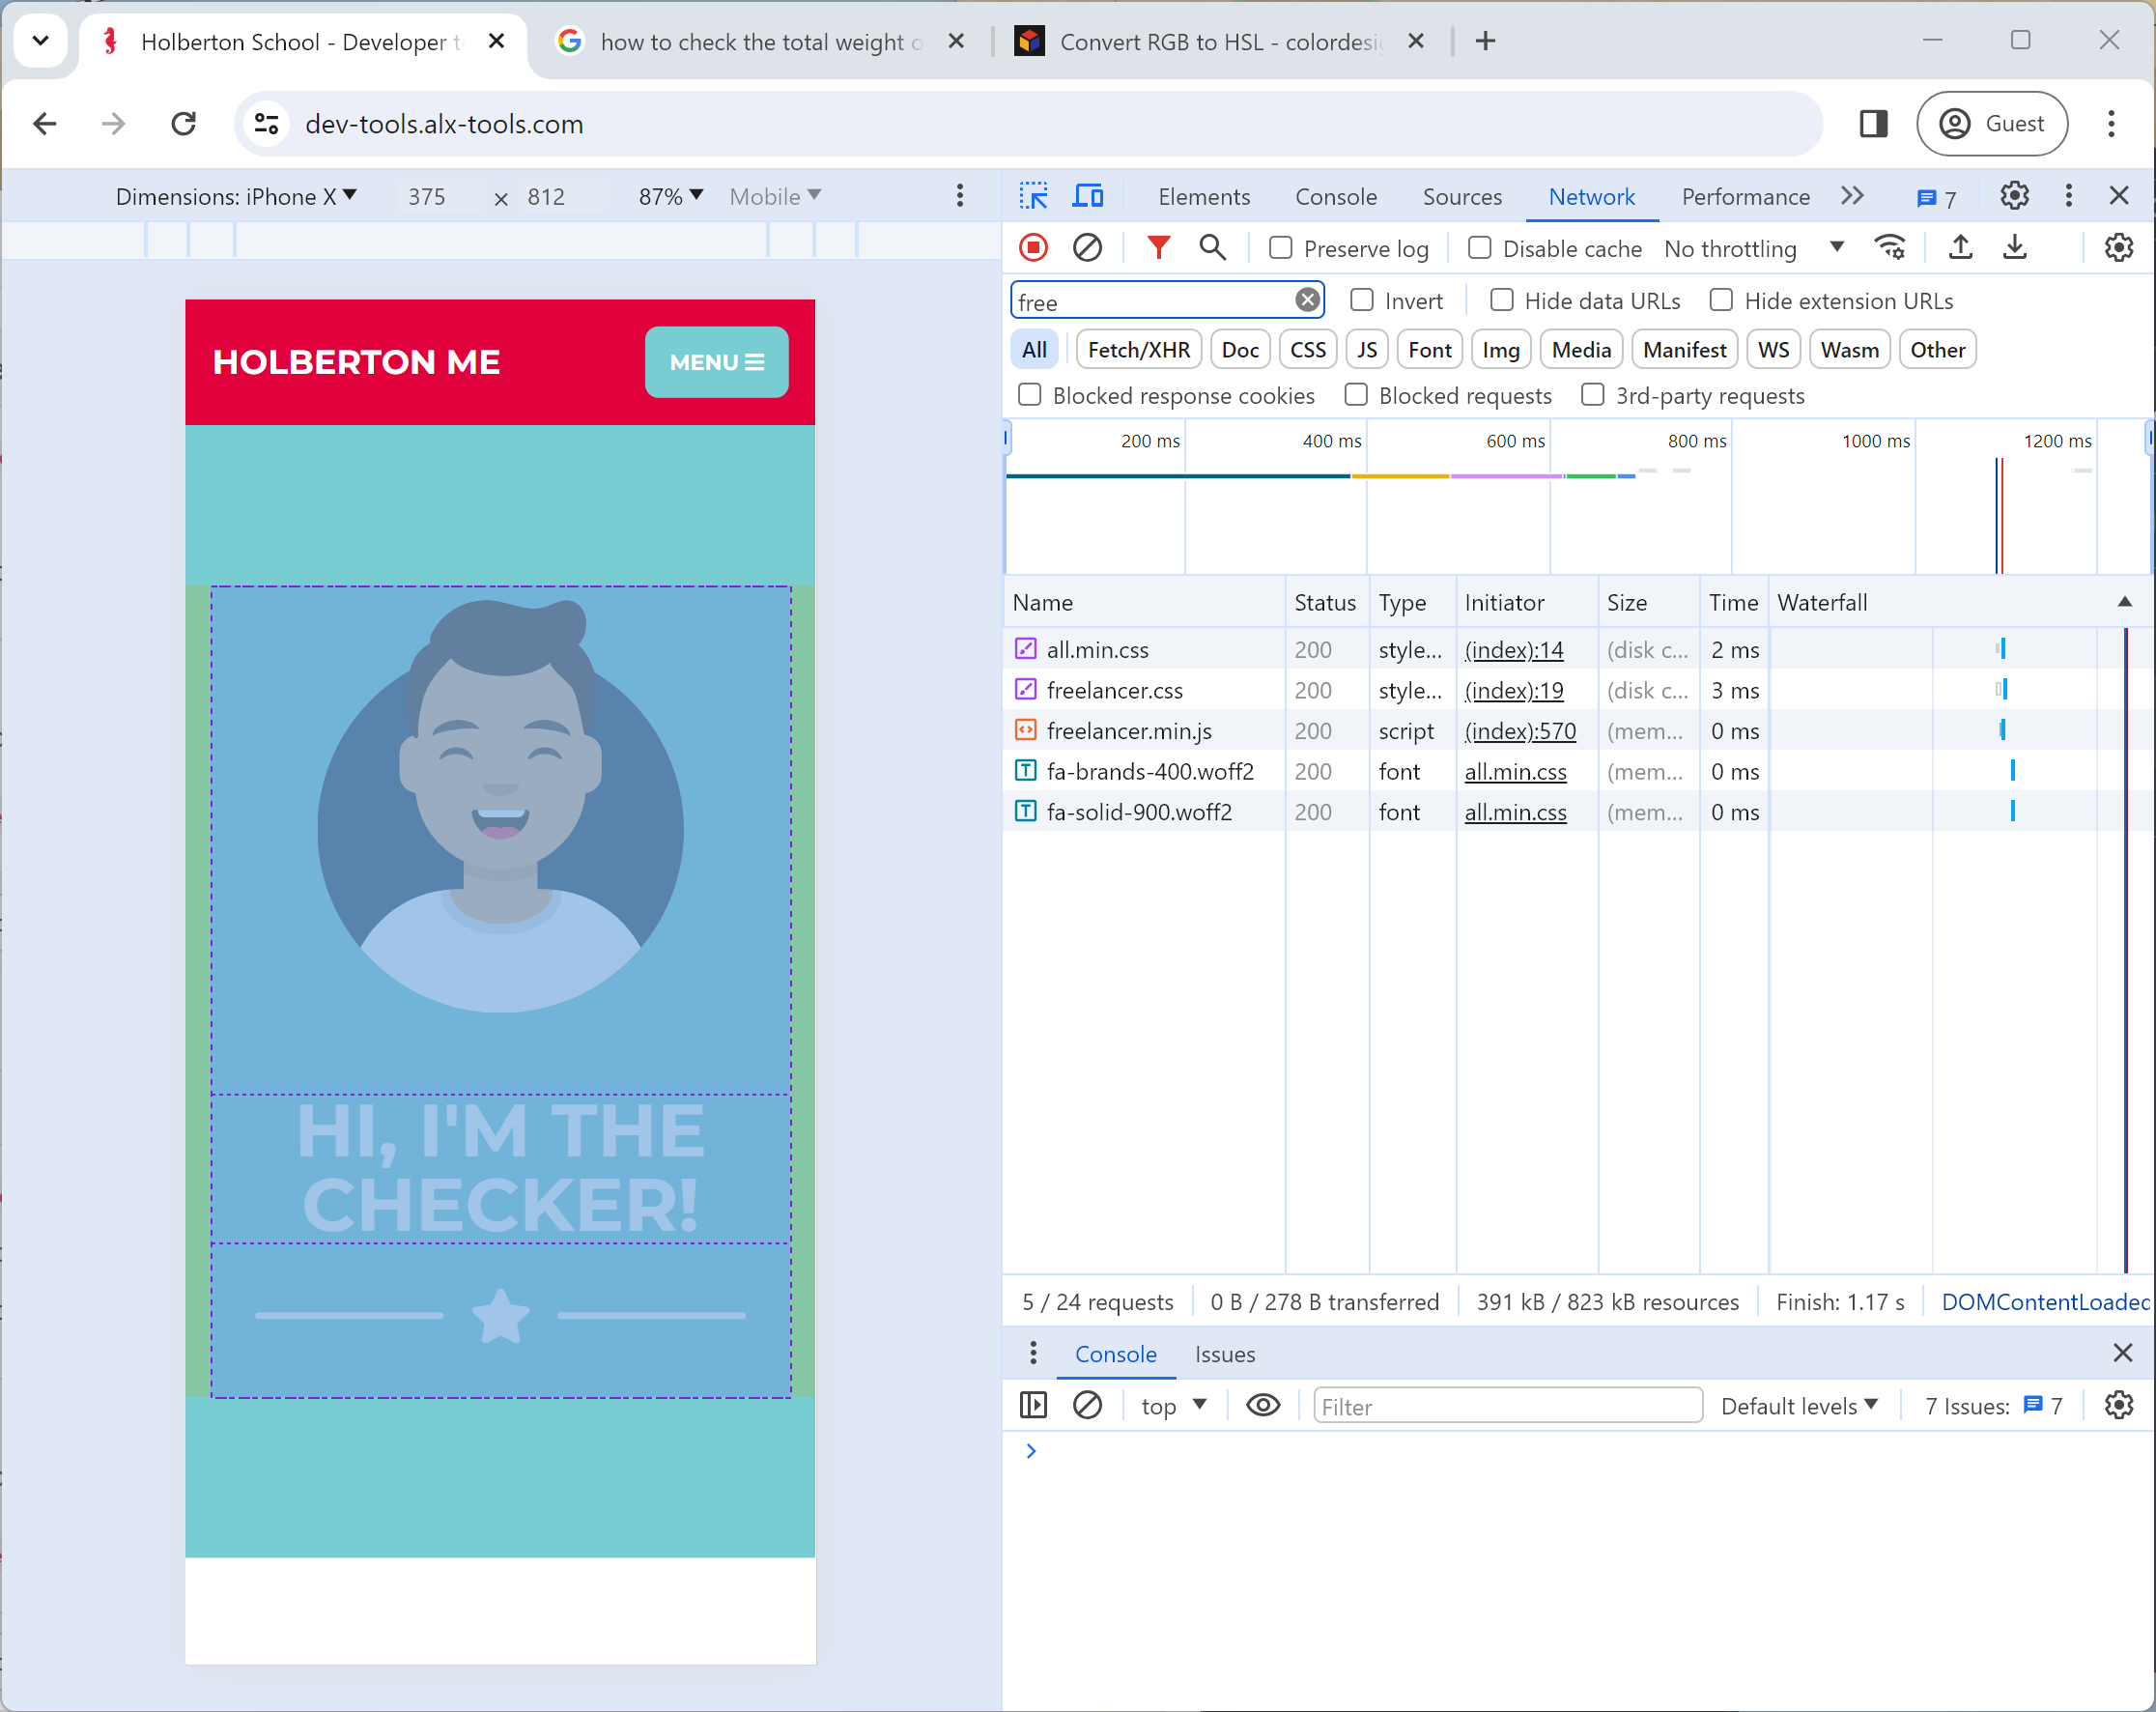 Holberton School - Developer to
how to check the total weight o
Convert RGB to HSL - colordesig
dev-tools.alx-tools.com
Guest
Dimensions: iPhone X 375 × 812 87% Mobile
Elements Console Sources Network Performance 7
Preserve log Disable cache No throttling
free Invert Hide data URLs Hide extension URLs
All Fetch/XHR Doc CSS JS Font Img Media Manifest WS Wasm Other
Blocked response cookies Blocked requests 3rd-party requests
200 ms 400 ms 600 ms 800 ms 1000 ms 1200 ms
Name Status Type Initiator Size Time Waterfall
all.min.css 200 style... (index):14 (disk c... 2 ms
freelancer.css 200 style... (index):19 (disk c... 3 ms
freelancer.min.js 200 script (index):570 (mem... 0 ms
fa-brands-400.woff2 200 font all.min.css (mem... 0 ms
fa-solid-900.woff2 200 font all.min.css (mem... 0 ms
5 / 24 requests 0 B / 278 B transferred 391 kB / 823 kB resources Finish: 1.17 s DOMContentLoaded
Console Issues
top Filter Default levels 7 Issues: 7
HOLBERTON ME
MENU
HI, I'M THE
CHECKER!